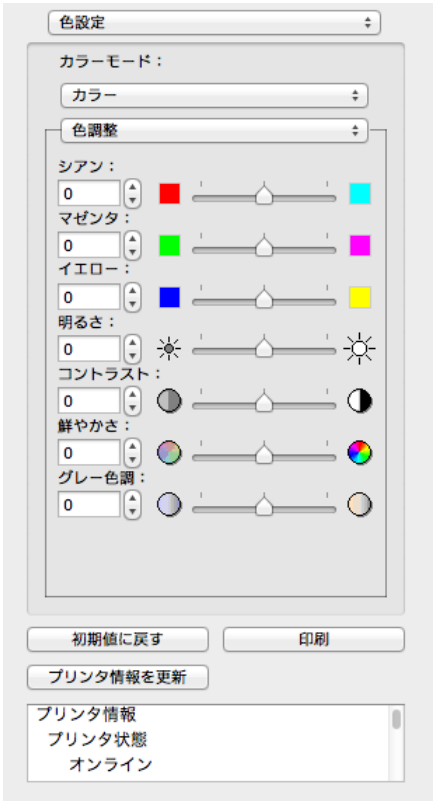 色設定
カラーモード：
カラー
色調整
シアン：
0
マゼンタ：
0
イエロー：
0
明るさ：
0
コントラスト：
0
鮮やかさ：
0
グレー色調：
0
初期値に戻す 印刷
プリンタ情報を更新
プリンタ情報
プリンタ状態
オンライン